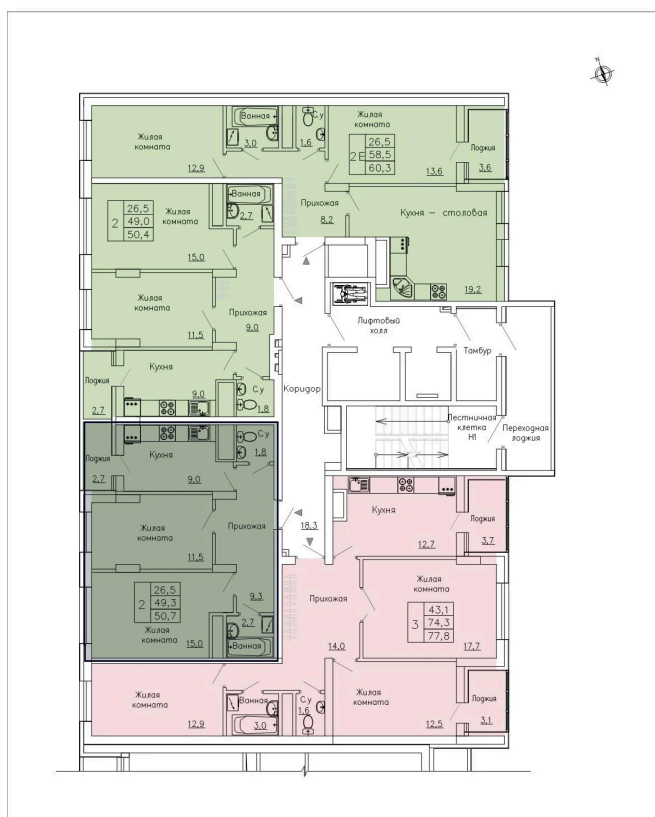 N
Жилая
комната
12,9
Ванная
3,0
С.у
1,6
Жилая
комната
2Е
26,5
58,5
60,3
13,6
Лоджия
3,6
2
26,5
49,0
50,4
Жилая
комната
15,0
Ванная
2,7
Прихожая
8,2
Кухня – столовая
19,2
Жилая
комната
11,5
Прихожая
9,0
Лифтовый
холл
Тамбур
Лоджия
2,7
Кухня
9,0
С.у
1,8
Коридор
Лестничная
клетка
Н1
Переходная
лоджия
Лоджия
2,7
Кухня
9,0
С.у
1,8
Жилая
комната
11,5
Прихожая
9,3
18,3
Кухня
12,7
Лоджия
3,7
2
26,5
49,3
50,7
Жилая
комната
15,0
2,7
Ванная
Прихожая
14,0
Жилая
комната
3
43,1
74,3
77,8
17,7
Жилая
комната
12,9
Ванная
3,0
С.у
1,6
Жилая
комната
12,5
Лоджия
3,1